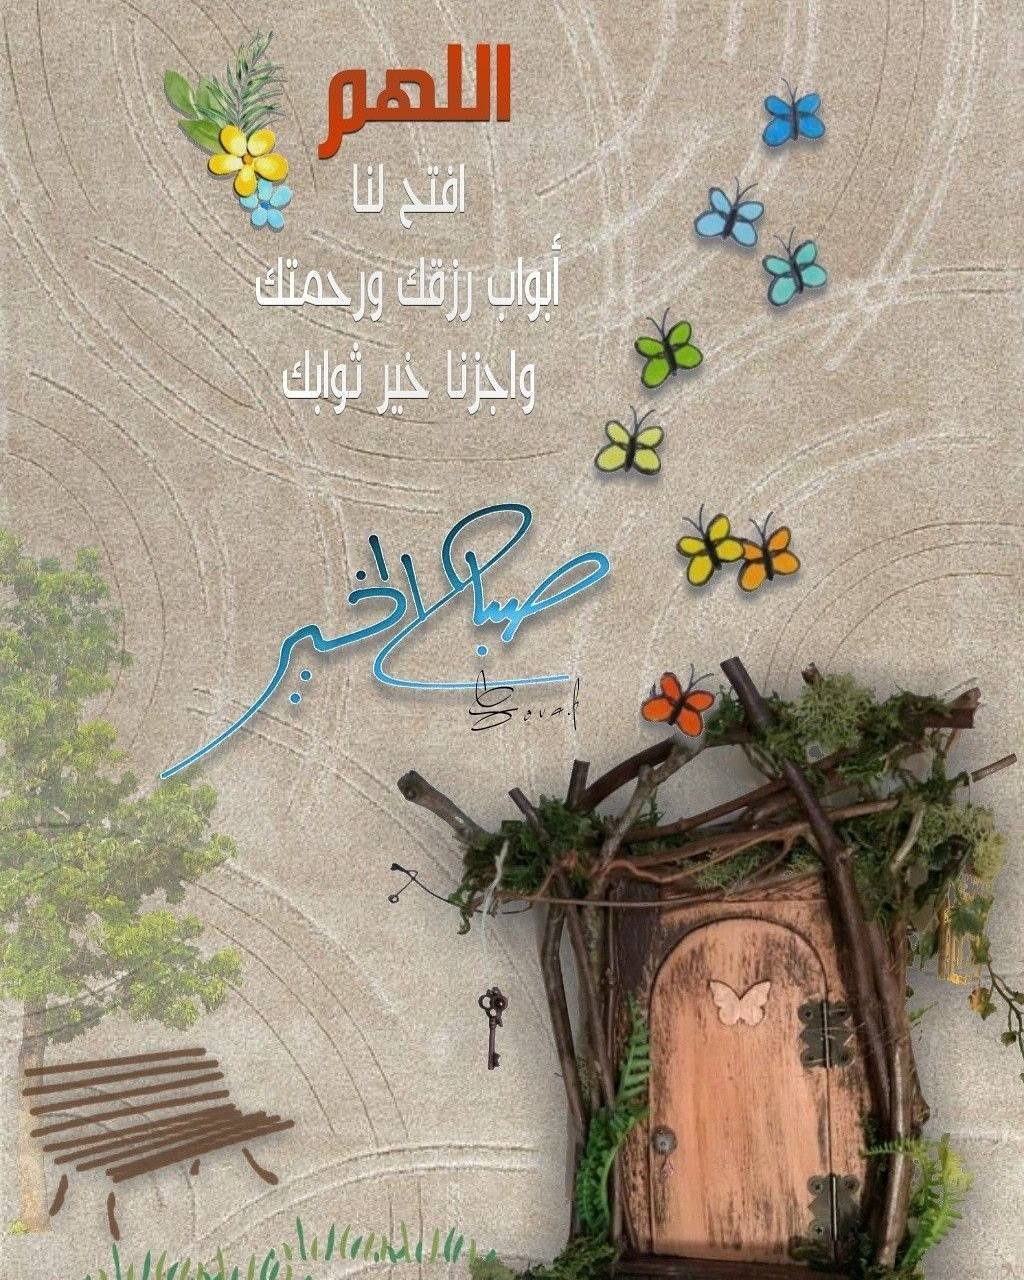 اللهم
افتح لنا
أبواب رزقك ورحمتك
واجزنا خير ثوابك
صباح الخير